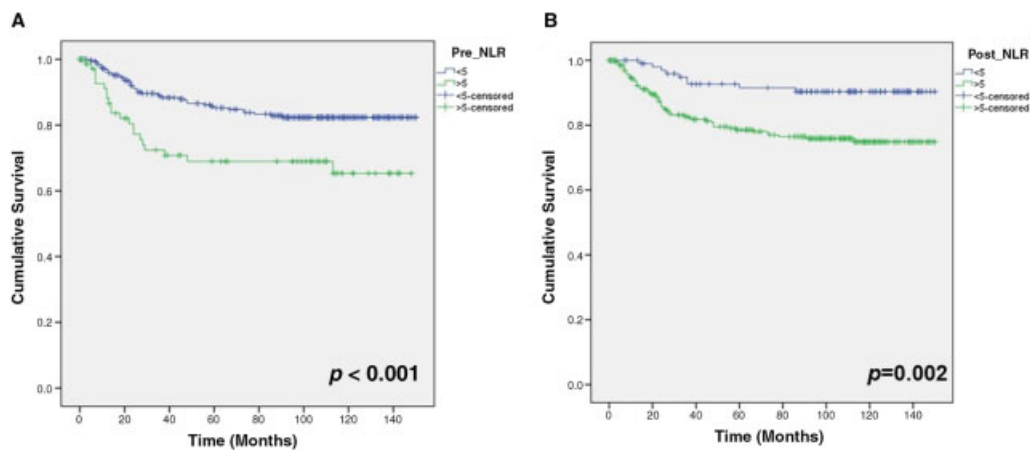 A
Pre_NLR
<5
>5
<5-censored
>5-censored
1.0
0.8
0.6
0.4
0.2
0.0
Cumulative Survival
p < 0.001
0 20 40 60 80 100 120 140
Time (Months)
B
Post_NLR
<5
>5
<5-censored
>5-censored
1.0
0.8
0.6
0.4
0.2
0.0
Cumulative Survival
p=0.002
0 20 40 60 80 100 120 140
Time (Months)